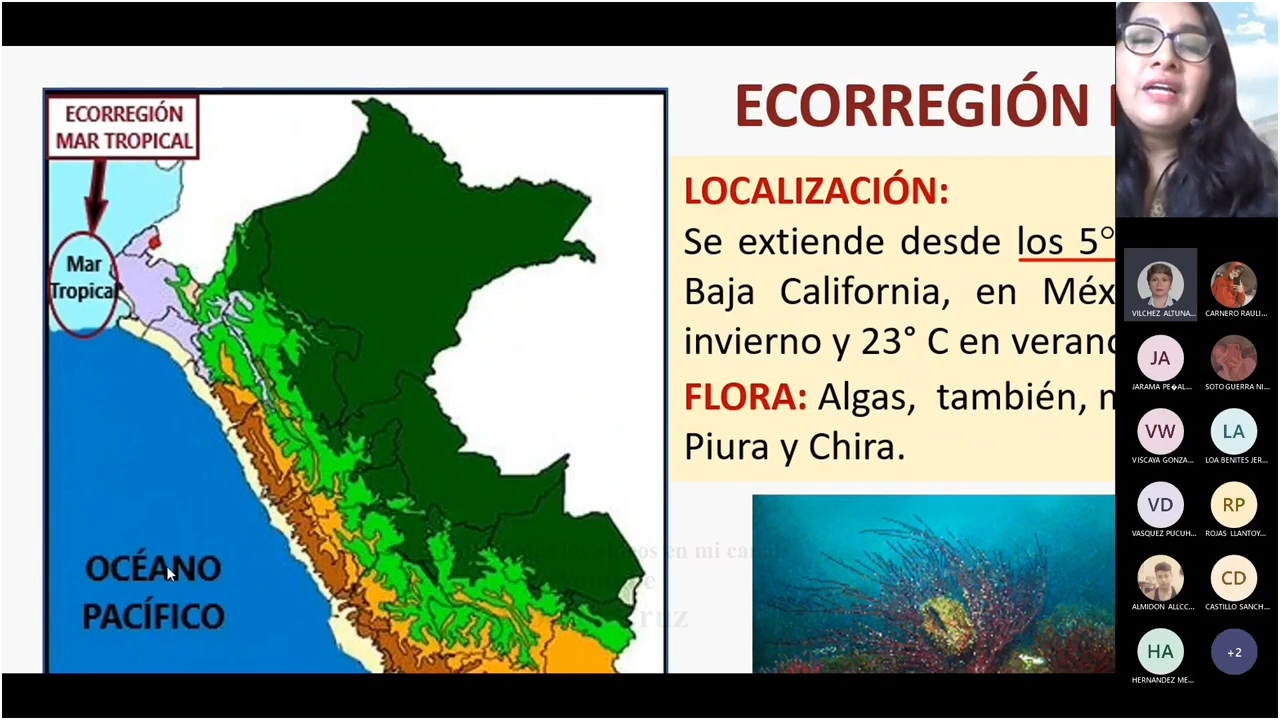 ECORREGIÓN
MAR TROPICAL
Mar
Tropical
OCÉANO
PACÍFICO
ECORREGIÓN
LOCALIZACIÓN:
Se extiende desde los 5°
Baja California, en Méx
invierno y 23° C en verano
FLORA: Algas, también,
Piura y Chira.
en mi
VILCHEZ ALTUNA...
CARNERO RAULI...
JA
JARAMA PE�AL...
SOTO GUERRA NI...
VW
VISCAYA GONZA...
LA
LOA BENITES JER...
VD
VASQUEZ PUCUH...
RP
ROJAS LLANTOY...
ALMIDON ALLCC...
CD
CASTILLO SANCH...
HA
HERNANDEZ ME...
+2